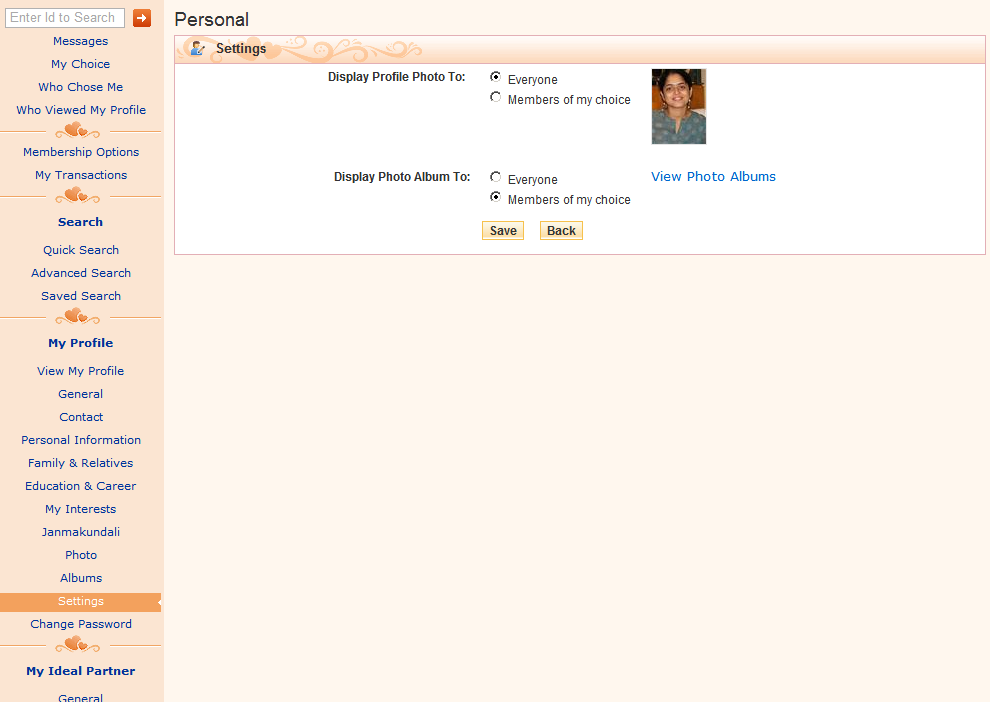 Enter Id to Search
Messages
My Choice
Who Chose Me
Who Viewed My Profile
Membership Options
My Transactions
Search
Quick Search
Advanced Search
Saved Search
My Profile
View My Profile
General
Contact
Personal Information
Family & Relatives
Education & Career
My Interests
Janmakundali
Photo
Albums
Settings
Change Password
My Ideal Partner
General
Personal
Settings
Display Profile Photo To:
Everyone
Members of my choice
Display Photo Album To:
Everyone
Members of my choice
View Photo Albums
Save
Back